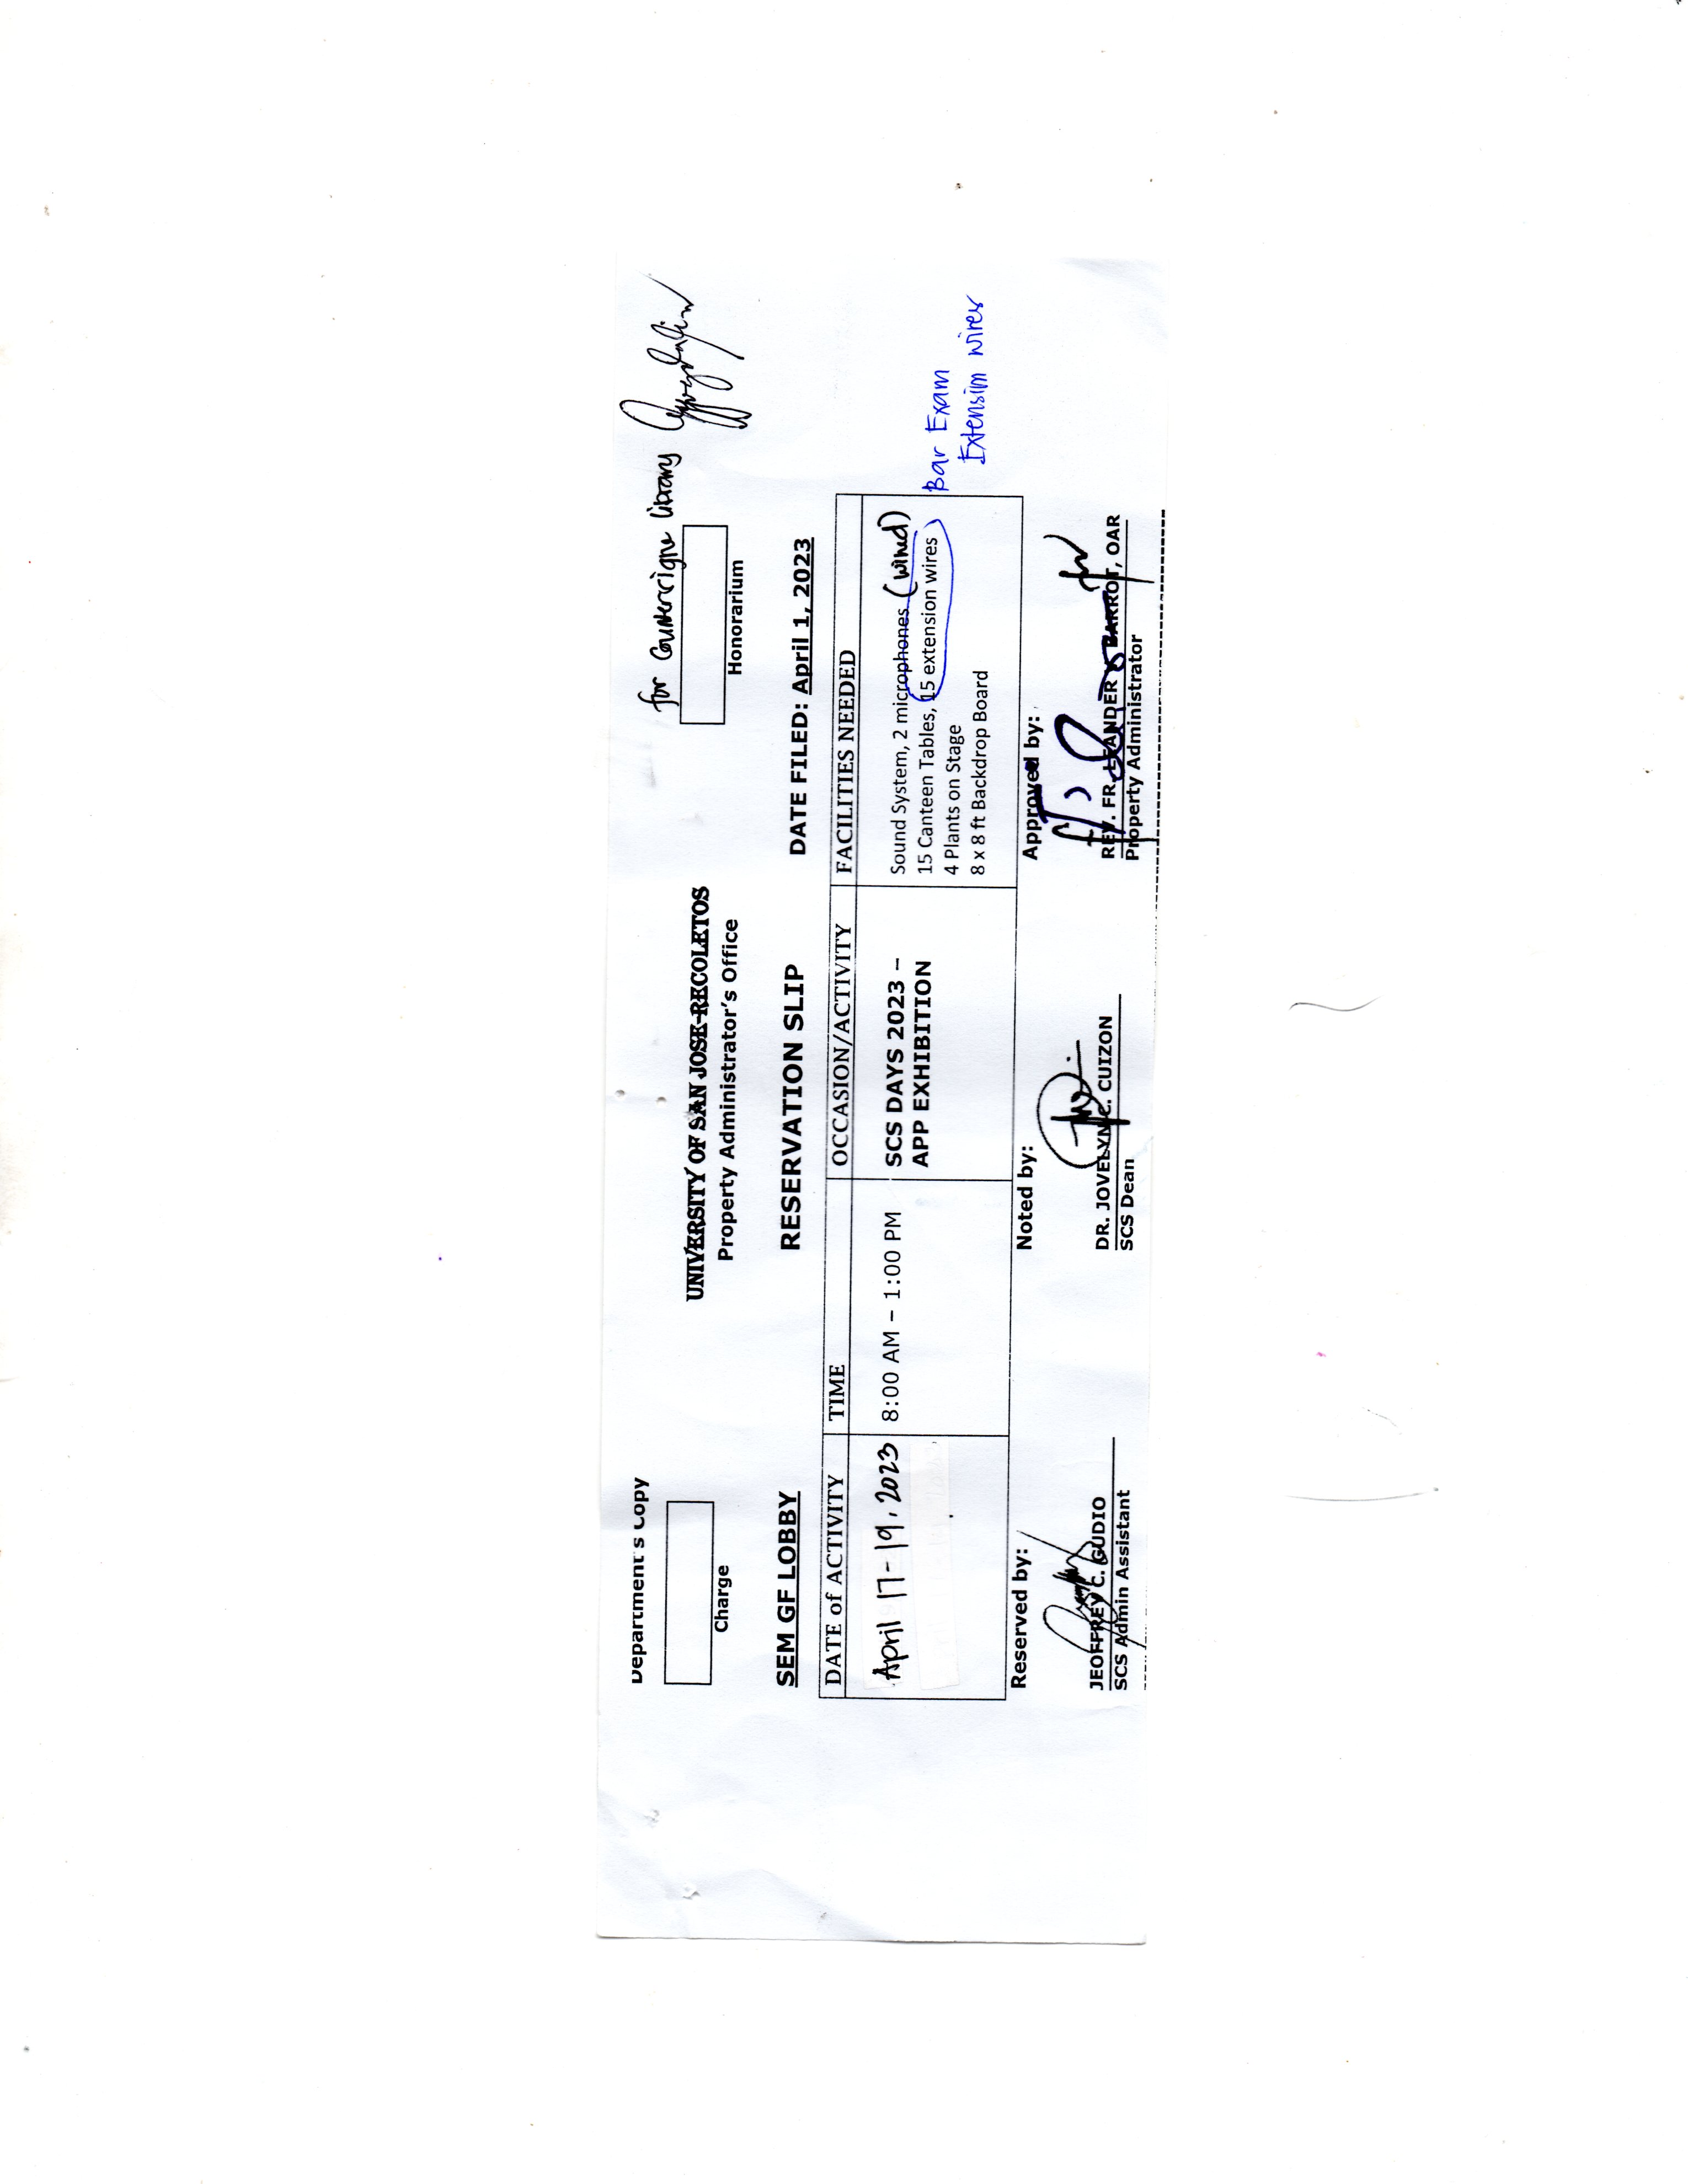 Department's Copy
for Countersigne Library
Charge
Honorarium
UNIVERSITY OF SAN JOSE-RECOLETOS
Property Administrator's Office
RESERVATION SLIP
SEM GF LOBBY
DATE FILED: April 1, 2023
DATE of ACTIVITY TIME OCCASION/ACTIVITY FACILITIES NEEDED
April 17-19, 2023
8:00 AM – 1:00 PM
SCS DAYS 2023 –
APP EXHIBITION
Sound System, 2 microphones (wired)
15 Canteen Tables, 15 extension wires
4 Plants on Stage
8 x 8 ft Backdrop Board
Bar Exam
Extension wires
Reserved by:
Noted by:
Approved by:
JEOFFREY C. GUDIO
SCS Admin Assistant
DR. JOVELYN C. CUIZON
SCS Dean
REV. FR. LEANDER V. BARROT, OAR
Property Administrator